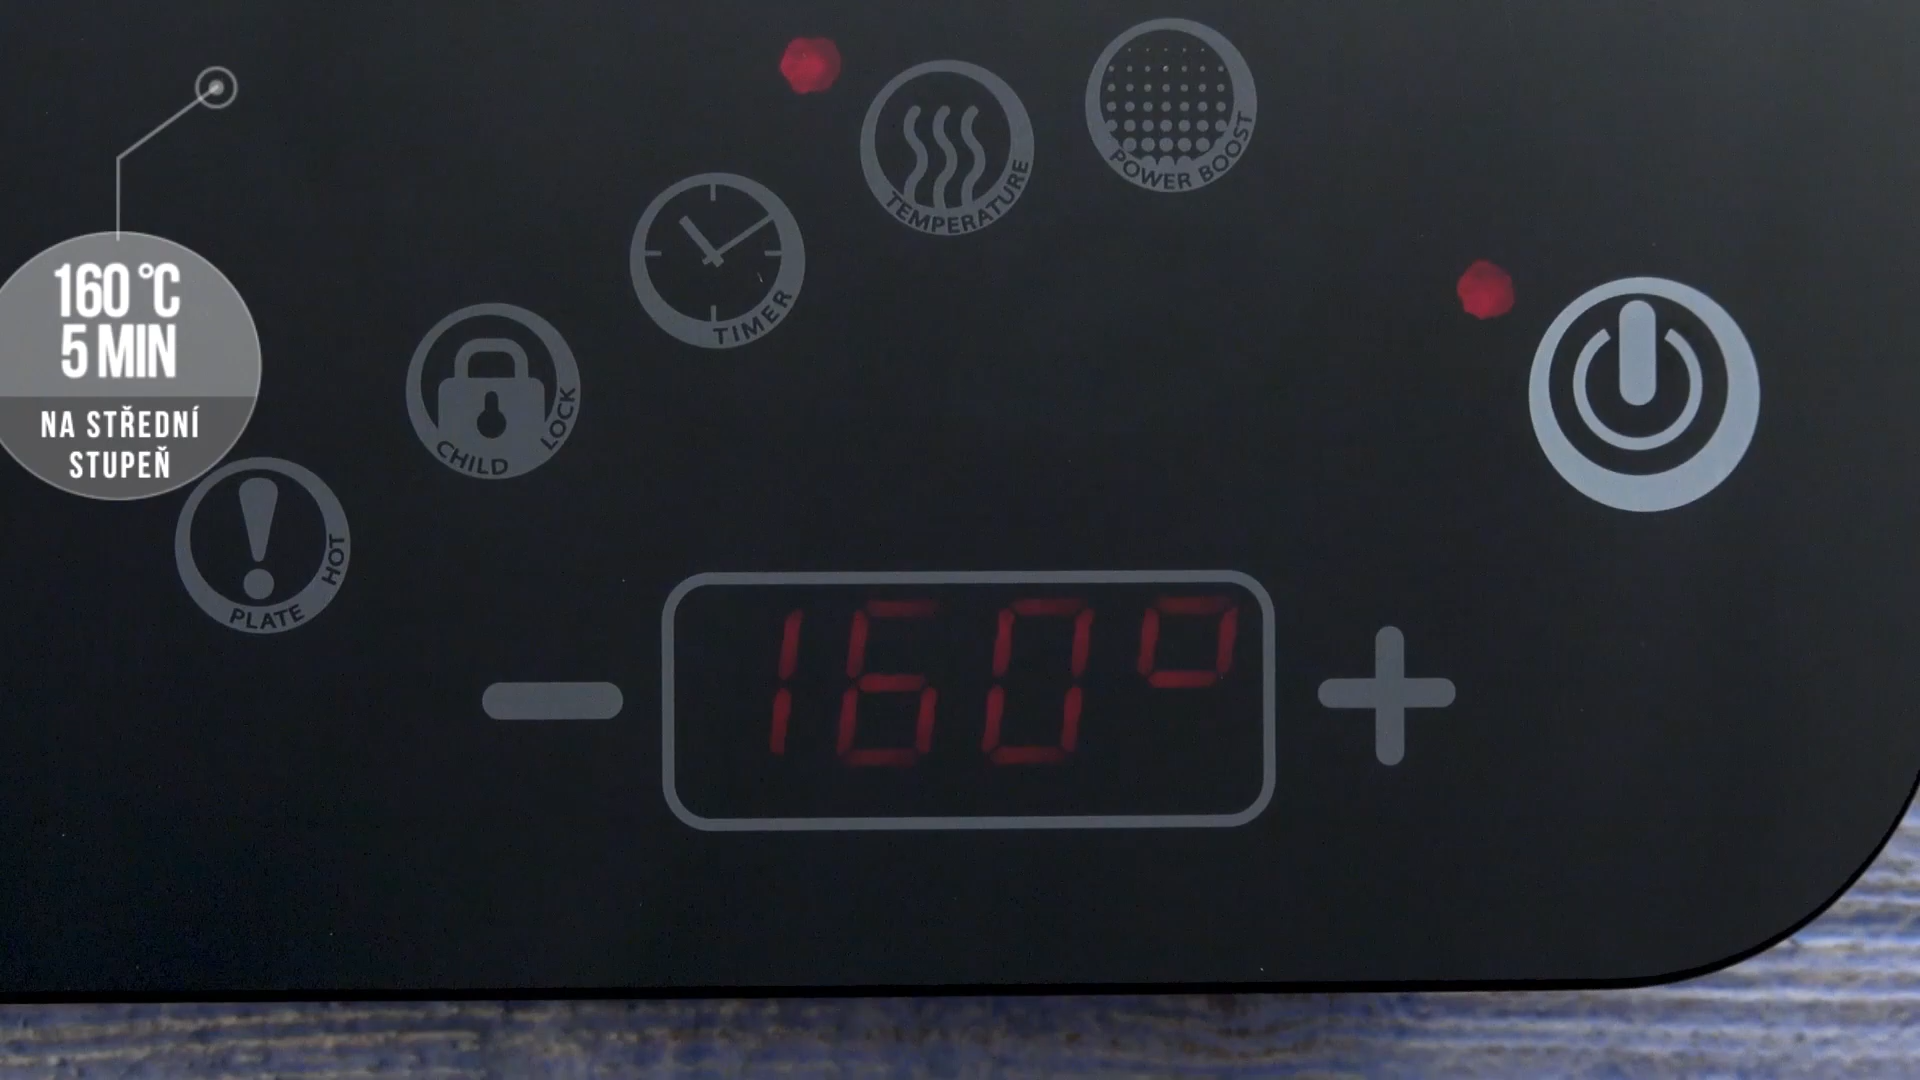 POWER BOOST
TEMPERATURE
TIMER
160 °C
5 MIN
NA STŘEDNÍ
STUPEŇ
CHILD LOCK
PLATE HOT
160°